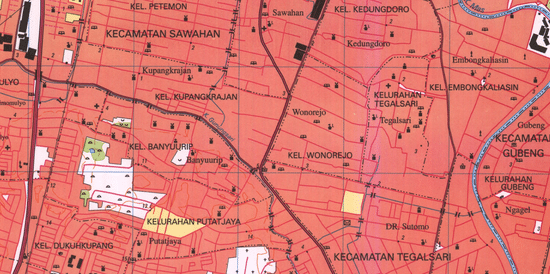 KEL. PETEMON
Sawahan
KEL. KEDUNGDORO
KECAMATAN SAWAHAN
Kedungdoro
Kupangkrajan
Embongkaliasin
KEL. EMBONGKALIASIN
KEL. KUPANGKRAJAN
KELURAHAN
TEGALSARI
Wonorejo
Tegalsari
Gubeng
KECAMATAN
GUBENG
KEL. BANYUURIP
Banyuurip
KEL. WONOREJO
KELURAHAN
GUBENG
Ngagel
KELURAHAN PUTATJAYA
DR. Sutomo
Putatjaya
KEL. DUKUHKUPANG
KECAMATAN TEGALSARI